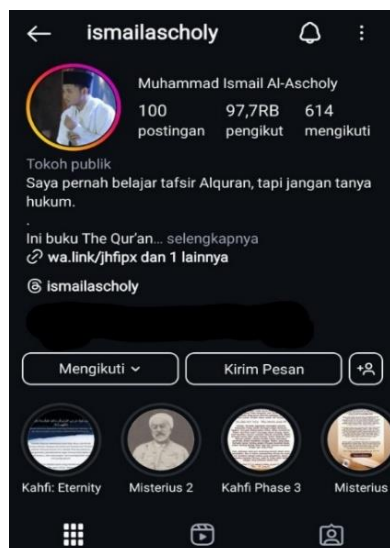 ismailascholy
Muhammad Ismail Al-Ascholy
100 97,7RB 614
postingan pengikut mengikuti
Tokoh publik
Saya pernah belajar tafsir Alquran, tapi jangan tanya
hukum.
.
Ini buku The Qur'an... selengkapnya
wa.link/jhfipx dan 1 lainnya
ismailascholy
Mengikuti Kirim Pesan
Kahfi: Eternity Misterius 2 Kahfi Phase 3 Misterius